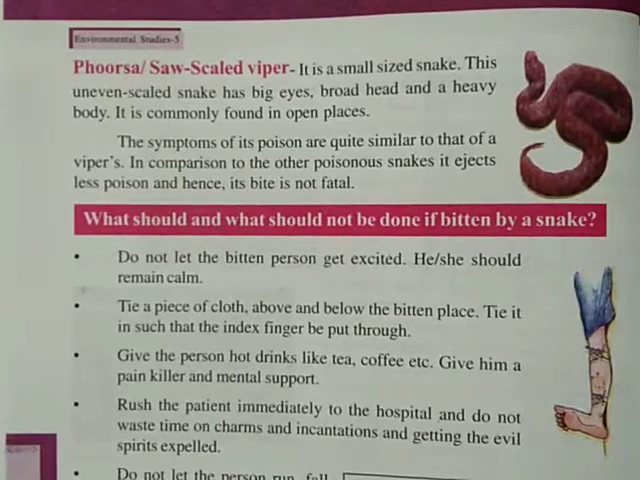 Environmental Studies-5
Phoorsa/ Saw-Scaled viper- It is a small sized snake. This
uneven-scaled snake has big eyes, broad head and a heavy
body. It is commonly found in open places.
The symptoms of its poison are quite similar to that of a
viper's. In comparison to the other poisonous snakes it ejects
less poison and hence, its bite is not fatal.
What should and what should not be done if bitten by a snake?
• Do not let the bitten person get excited. He/she should
remain calm.
• Tie a piece of cloth, above and below the bitten place. Tie it
in such that the index finger be put through.
• Give the person hot drinks like tea, coffee etc. Give him a
pain killer and mental support.
• Rush the patient immediately to the hospital and do not
waste time on charms and incantations and getting the evil
spirits expelled.
• Do not let the person run, fall